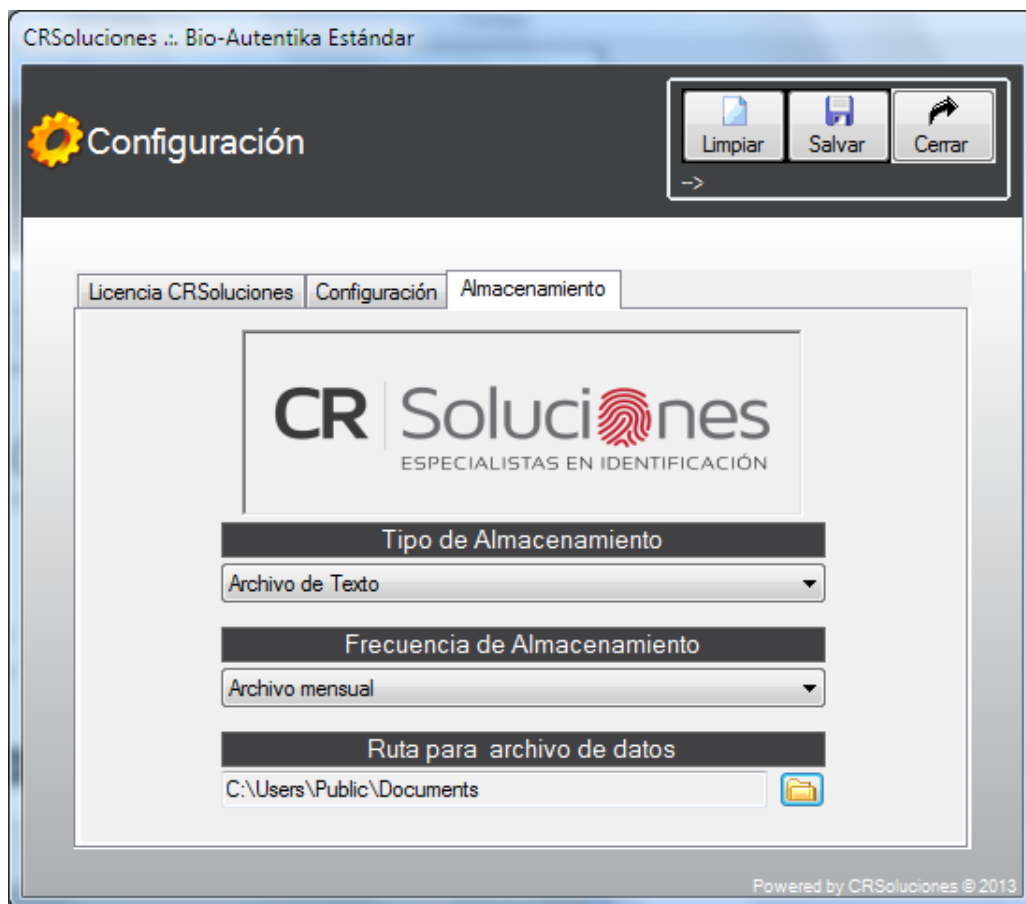 CRSoluciones .:. Bio-Autentika Estándar
Configuración
Limpiar Salvar Cerrar
-->
Licencia CRSoluciones Configuración Almacenamiento
CR Soluciones
ESPECIALISTAS EN IDENTIFICACIÓN
Tipo de Almacenamiento
Archivo de Texto
Frecuencia de Almacenamiento
Archivo mensual
Ruta para archivo de datos
C:\Users\Public\Documents
Powered by CRSoluciones © 2013